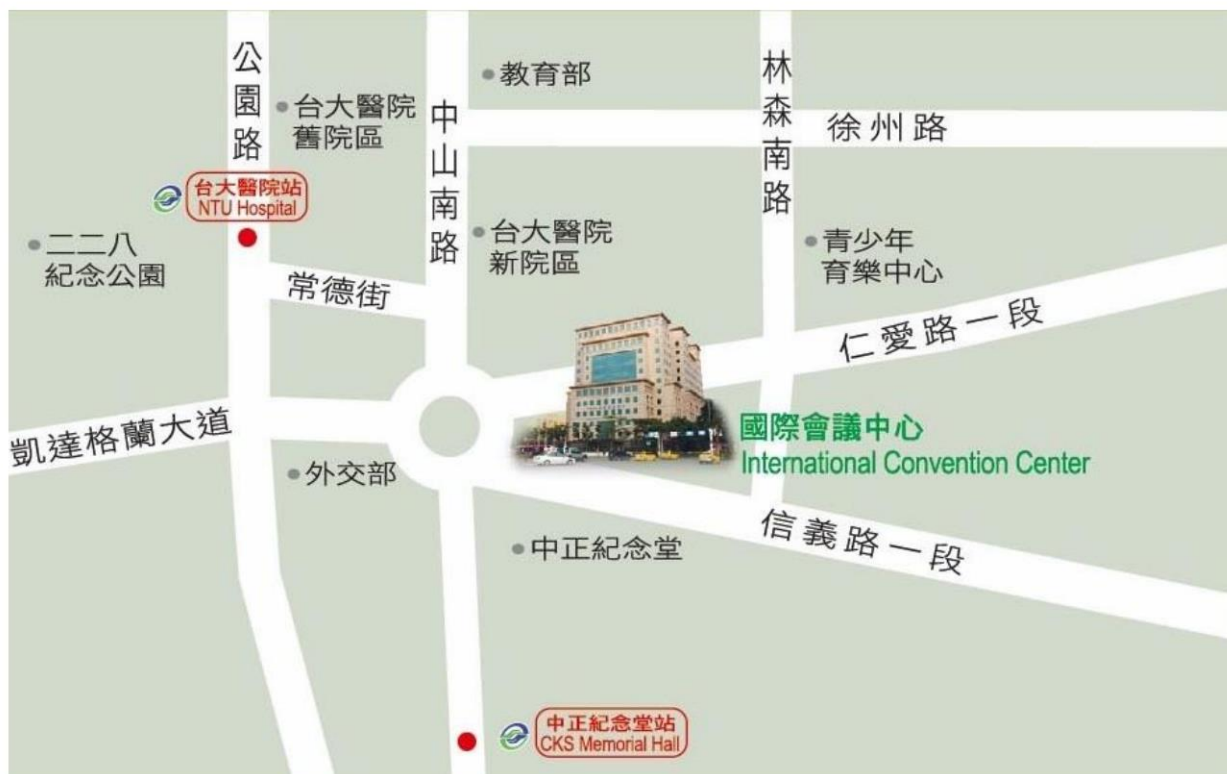 公園路
台大醫院
舊院區
中山南路
教育部
林森南路
徐州路
台大醫院站
NTU Hospital
二二八
紀念公園
常德街
台大醫院
新院區
青少年
育樂中心
仁愛路一段
凱達格蘭大道
國際會議中心
International Convention Center
外交部
中正紀念堂
信義路一段
中正紀念堂站
CKS Memorial Hall